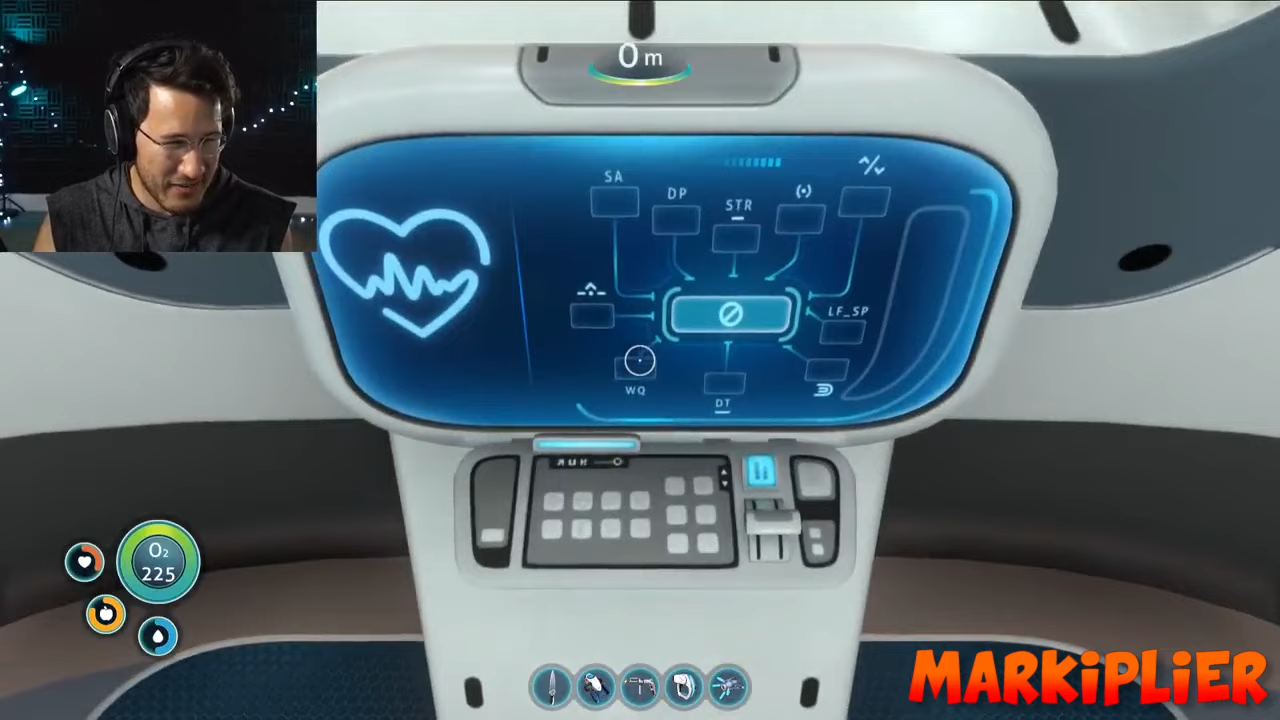 0 m
SA
DP
STR
LF_SP
WQ
DT
O₂
225
MARKiPLiER